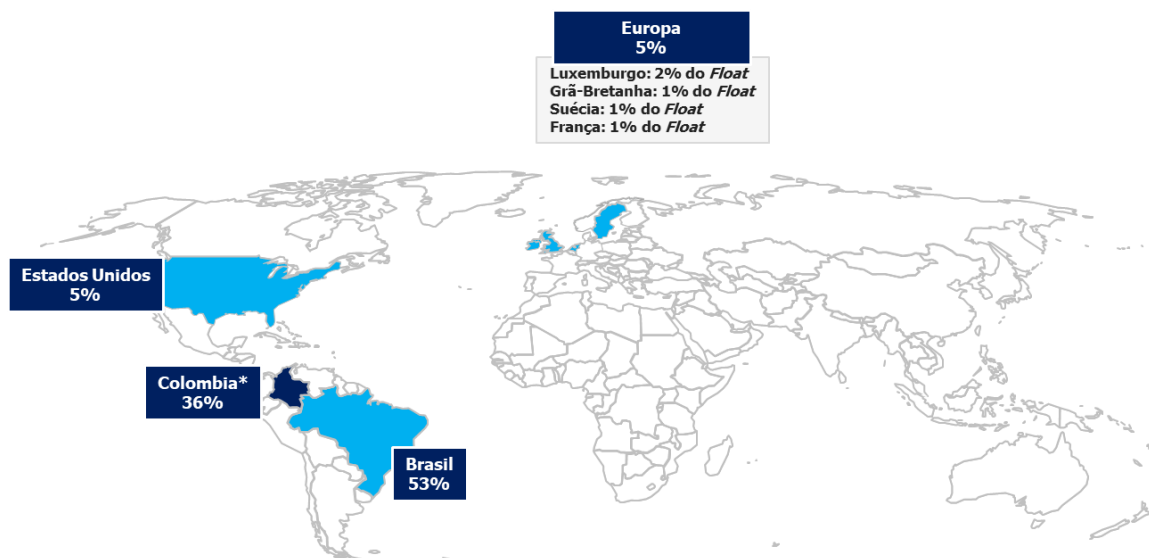 Europa
5%
Luxemburgo: 2% do Float
Grã-Bretanha: 1% do Float
Suécia: 1% do Float
França: 1% do Float
Estados Unidos
5%
Colombia*
36%
Brasil
53%